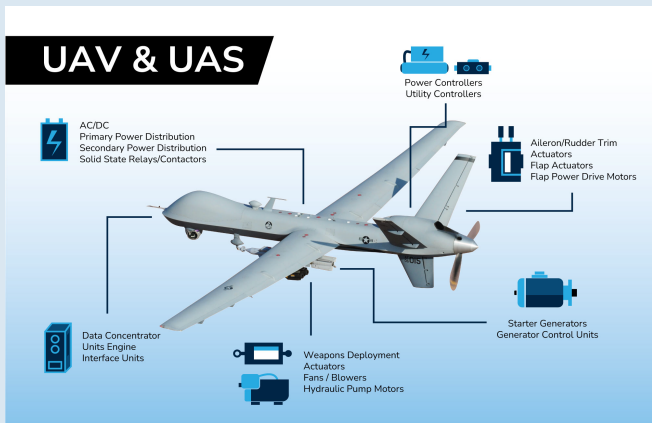 UAV & UAS
Power Controllers
Utility Controllers
AC/DC
Primary Power Distribution
Secondary Power Distribution
Solid State Relays/Contactors
Aileron/Rudder Trim
Actuators
Flap Actuators
Flap Power Drive Motors
Data Concentrator
Units Engine
Interface Units
Weapons Deployment
Actuators
Fans / Blowers
Hydraulic Pump Motors
Starter Generators
Generator Control Units